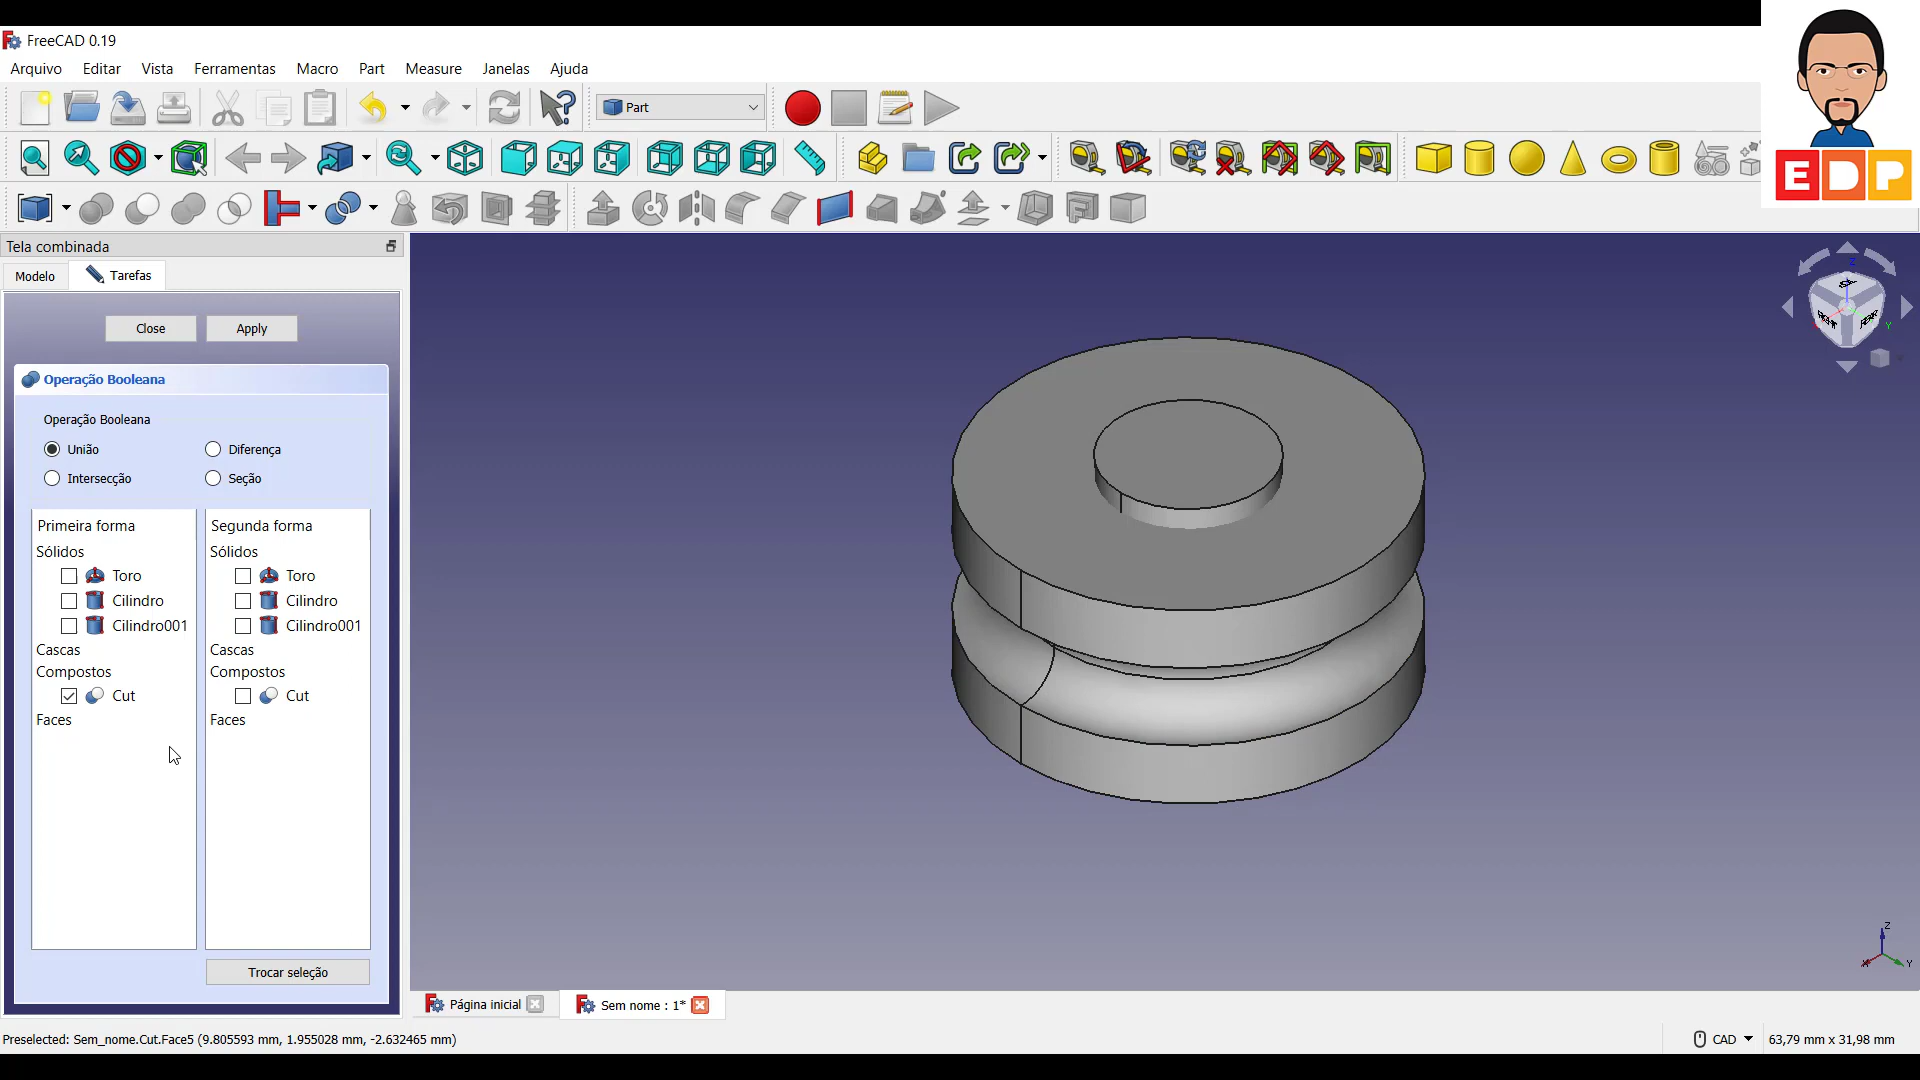 FreeCAD 0.19
Arquivo Editar Vista Ferramentas Macro Part Measure Janelas Ajuda
Part
EDP
Tela combinada
Modelo Tarefas
Close Apply
Operação Booleana
Operação Booleana
União Diferença
Intersecção Seção
Primeira forma Segunda forma
Sólidos Sólidos
Toro Toro
Cilindro Cilindro
Cilindro001 Cilindro001
Cascas Cascas
Compostos Compostos
Cut Cut
Faces Faces
Trocar seleção
Z
Y
Z
X Y
Página inicial Sem nome : 1*
Preselected: Sem_nome.Cut.Face5 (9.805593 mm, 1.955028 mm, -2.632465 mm) CAD 63,79 mm x 31,98 mm